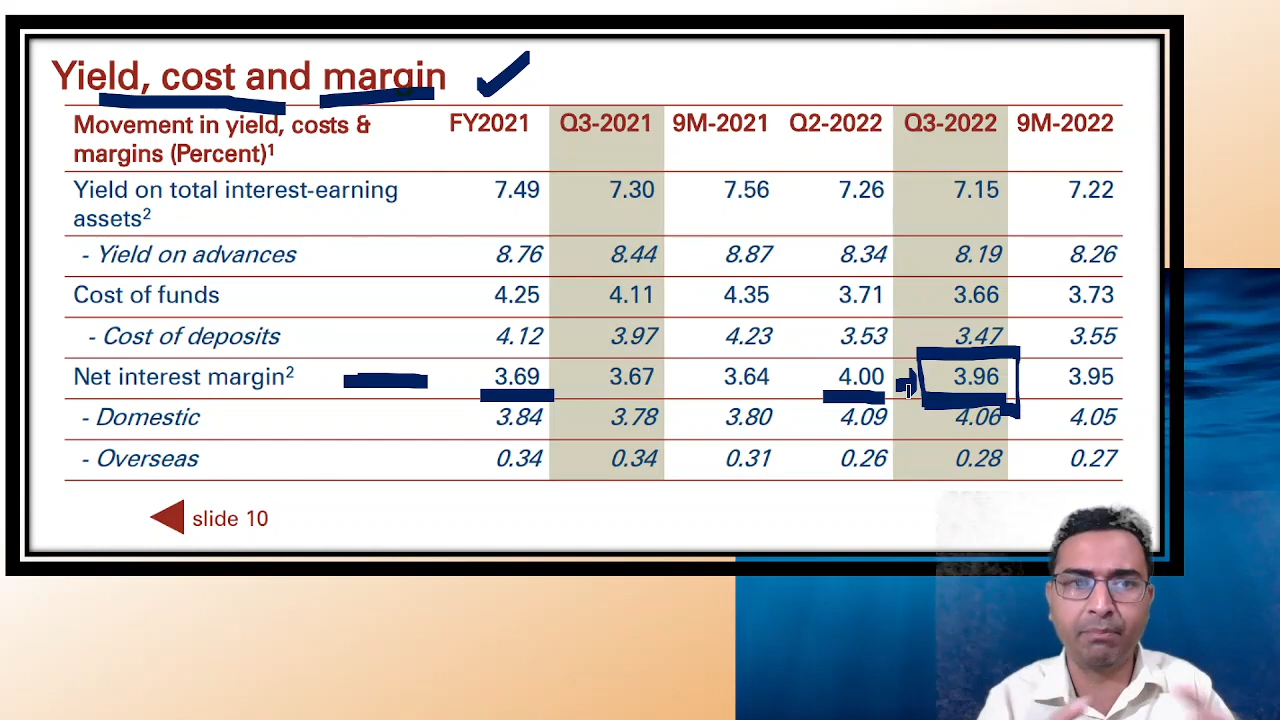 Yield, cost and margin
Movement in yield, costs & margins (Percent)1 FY2021 Q3-2021 9M-2021 Q2-2022 Q3-2022 9M-2022
Yield on total interest-earning assets2 7.49 7.30 7.56 7.26 7.15 7.22
- Yield on advances 8.76 8.44 8.87 8.34 8.19 8.26
Cost of funds 4.25 4.11 4.35 3.71 3.66 3.73
- Cost of deposits 4.12 3.97 4.23 3.53 3.47 3.55
Net interest margin2 3.69 3.67 3.64 4.00 3.96 3.95
- Domestic 3.84 3.78 3.80 4.09 4.06 4.05
- Overseas 0.34 0.34 0.31 0.26 0.28 0.27
slide 10